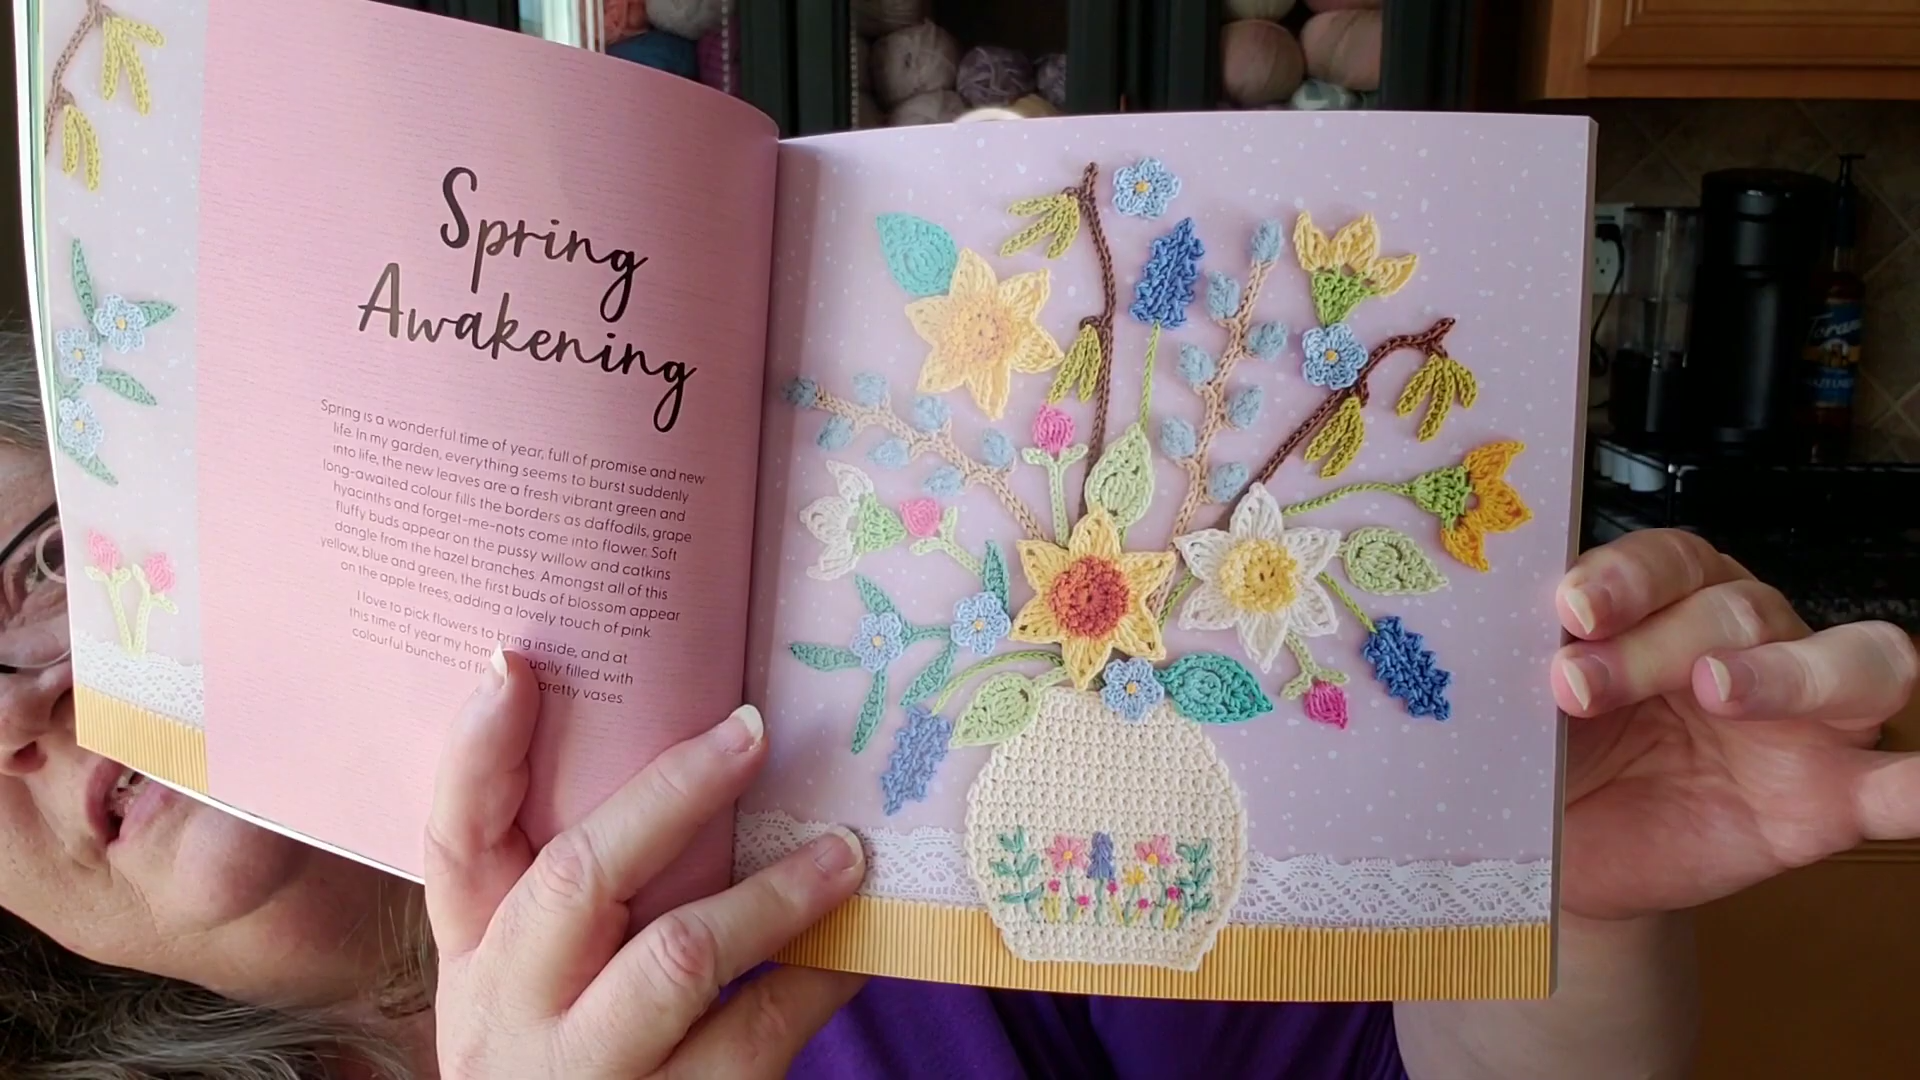 Spring
Awakening
Spring is a wonderful time of year, full of promise and new
life. In my garden, everything seems to burst suddenly
into life, the new leaves are a fresh vibrant green and
long-awaited colour fills the borders as daffodils, grape
hyacinths and forget-me-nots come into flower. Soft
fluffy buds appear on the pussy willow and catkins
dangle from the hazel branches. Amongst all of this
yellow, blue and green, the first buds of blossom appear
on the apple trees, adding a lovely touch of pink.
I love to pick flowers to bring inside, and at
this time of year my filled with
colourful bunches of pretty vases.